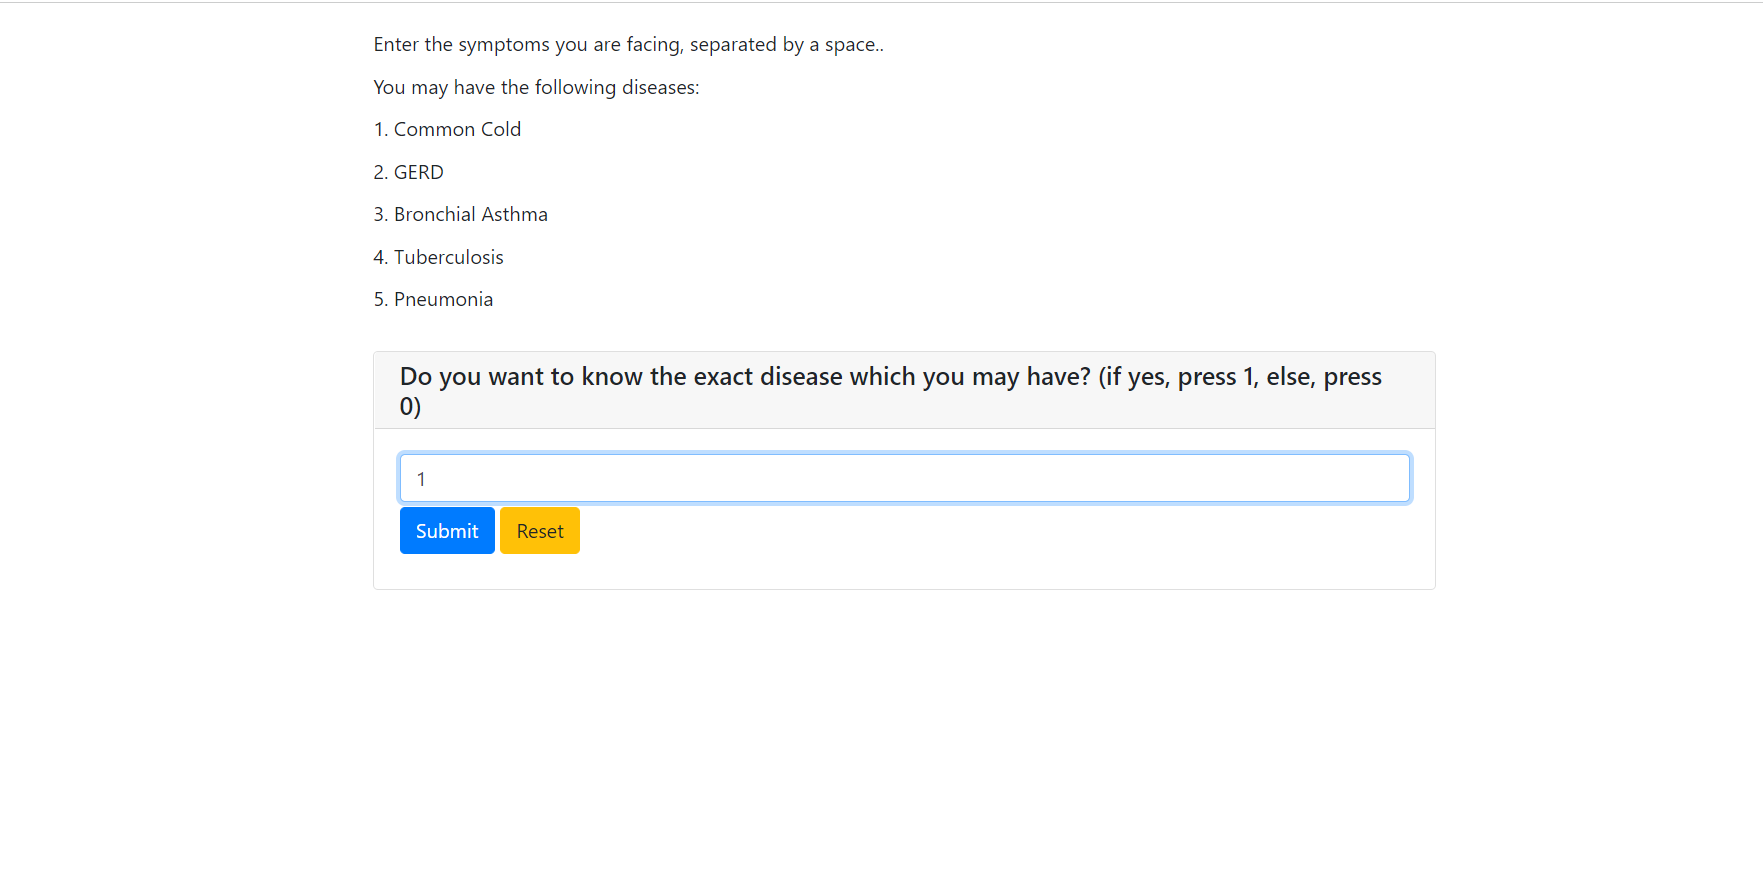 Enter the symptoms you are facing, separated by a space..
You may have the following diseases:
1. Common Cold
2. GERD
3. Bronchial Asthma
4. Tuberculosis
5. Pneumonia
Do you want to know the exact disease which you may have? (if yes, press 1, else, press
0)
1
Submit Reset